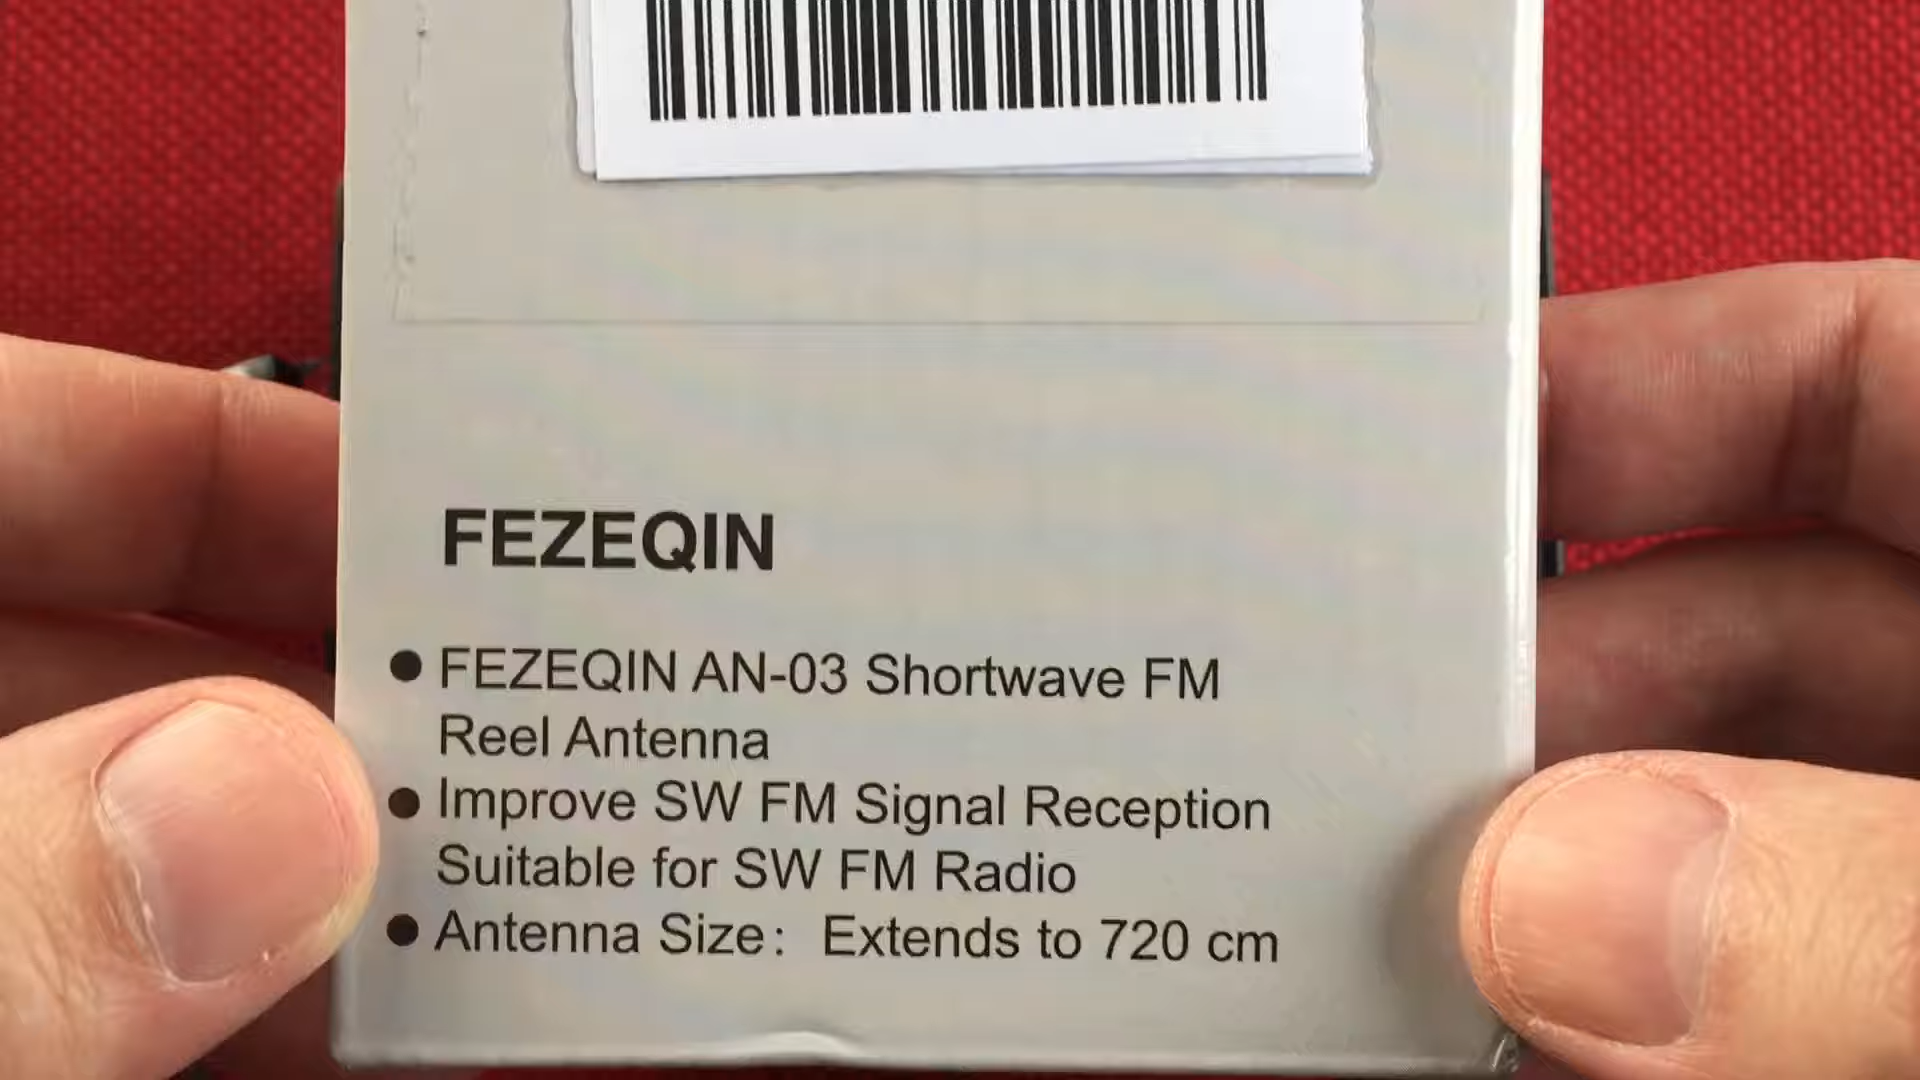 FEZEQIN
● FEZEQIN AN-03 Shortwave FM
Reel Antenna
● Improve SW FM Signal Reception
Suitable for SW FM Radio
● Antenna Size： Extends to 720 cm